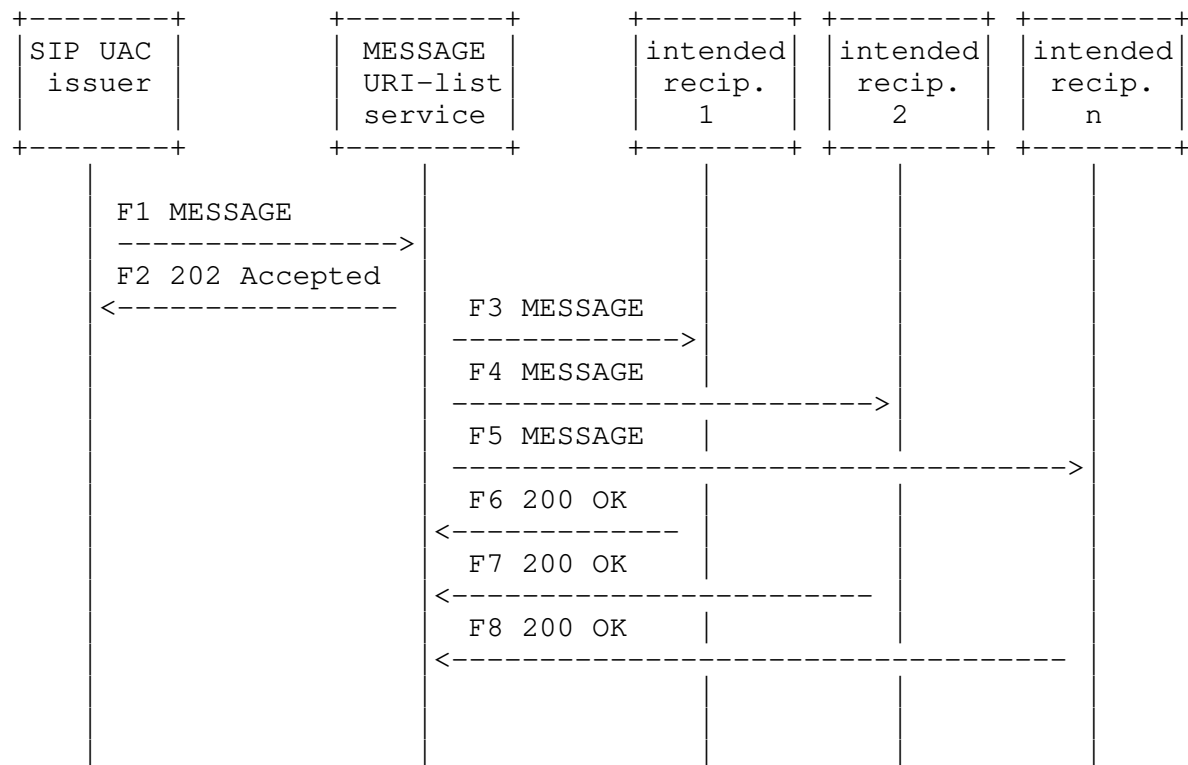 SIP UAC
issuer
MESSAGE
URI-list
service
intended
recip.
1
intended
recip.
2
intended
recip.
n
F1 MESSAGE
F2 202 Accepted
F3 MESSAGE
F4 MESSAGE
F5 MESSAGE
F6 200 OK
F7 200 OK
F8 200 OK